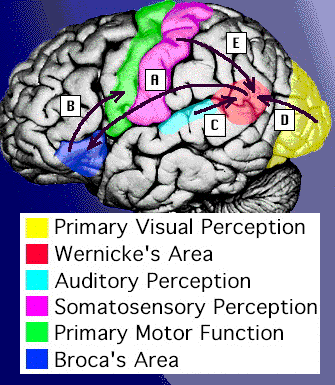 E
A
B
C
D
Primary Visual Perception
Wernicke's Area
Auditory Perception
Somatosensory Perception
Primary Motor Function
Broca's Area